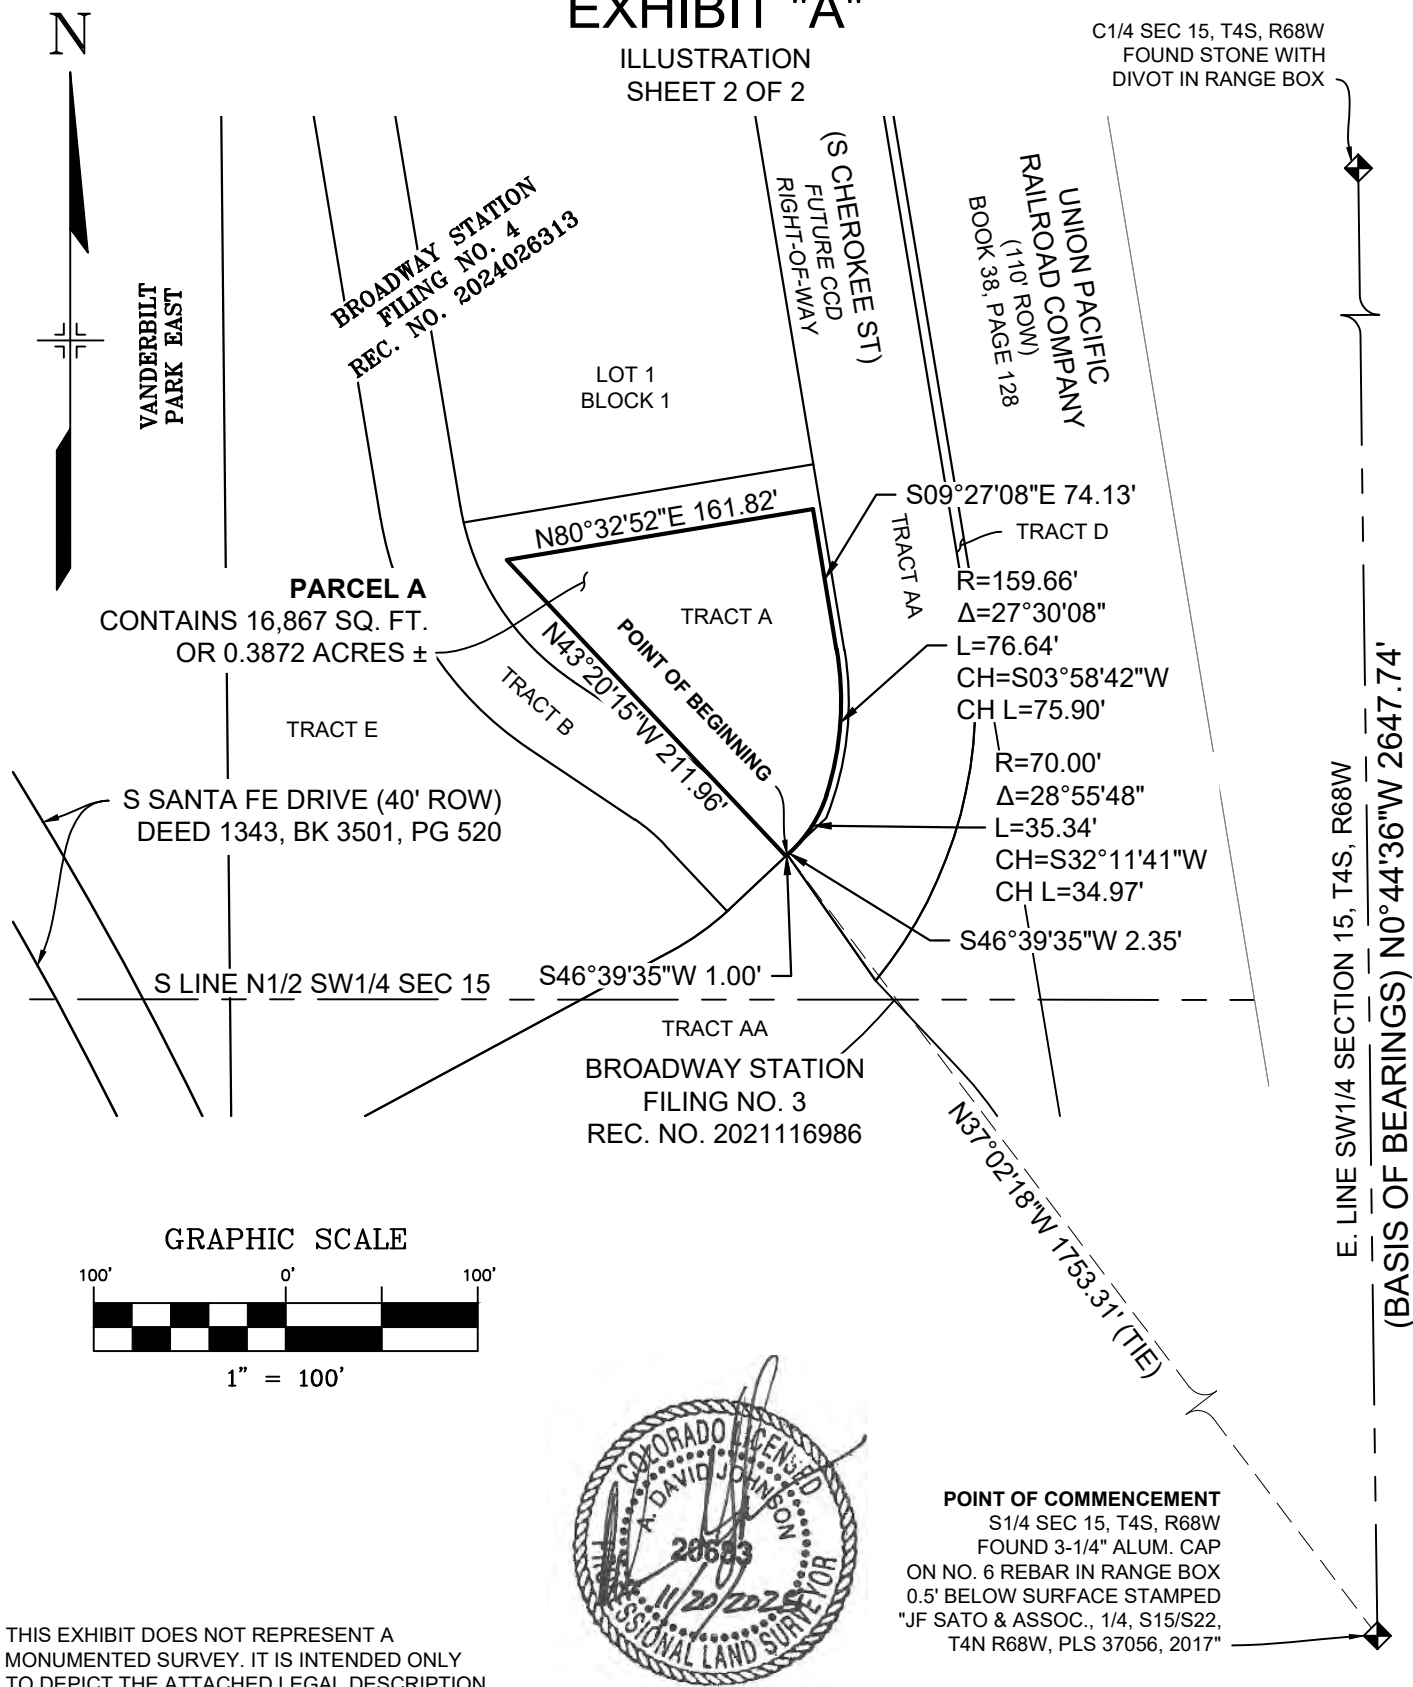 EXHIBIT "A"
ILLUSTRATION
SHEET 2 OF 2
N
C1/4 SEC 15, T4S, R68W
FOUND STONE WITH
DIVOT IN RANGE BOX
BROADWAY STATION
FILING NO. 4
REC. NO. 2024026313
VANDERBILT
PARK EAST
(S CHEROKEE ST)
FUTURE CCD
RIGHT-OF-WAY
UNION PACIFIC
RAILROAD COMPANY
(110' ROW)
BOOK 38, PAGE 128
LOT 1
BLOCK 1
N80°32'52"E 161.82'
S09°27'08"E 74.13'
TRACT AA
TRACT D
R=159.66'
Δ=27°30'08"
L=76.64'
CH=S03°58'42"W
CH L=75.90'
PARCEL A
CONTAINS 16,867 SQ. FT.
OR 0.3872 ACRES ±
TRACT A
POINT OF BEGINNING
N43°20'15"W 211.96'
TRACT B
TRACT E
R=70.00'
Δ=28°55'48"
L=35.34'
CH=S32°11'41"W
CH L=34.97'
S SANTA FE DRIVE (40' ROW)
DEED 1343, BK 3501, PG 520
S46°39'35"W 2.35'
S46°39'35"W 1.00'
S LINE N1/2 SW1/4 SEC 15
TRACT AA
BROADWAY STATION
FILING NO. 3
REC. NO. 2021116986
N37°02'18"W 1753.31' (TIE)
E. LINE SW1/4 SECTION 15, T4S, R68W
(BASIS OF BEARINGS) N0°44'36"W 2647.74'
GRAPHIC SCALE
100' 0' 100'
1" = 100'
COLORADO LICENSED
A. DAVID JOHNSON
20683
11/20/2025
PROFESSIONAL LAND SURVEYOR
POINT OF COMMENCEMENT
S1/4 SEC 15, T4S, R68W
FOUND 3-1/4" ALUM. CAP
ON NO. 6 REBAR IN RANGE BOX
0.5' BELOW SURFACE STAMPED
"JF SATO & ASSOC., 1/4, S15/S22,
T4N R68W, PLS 37056, 2017"
THIS EXHIBIT DOES NOT REPRESENT A
MONUMENTED SURVEY. IT IS INTENDED ONLY
TO DEPICT THE ATTACHED LEGAL DESCRIPTION